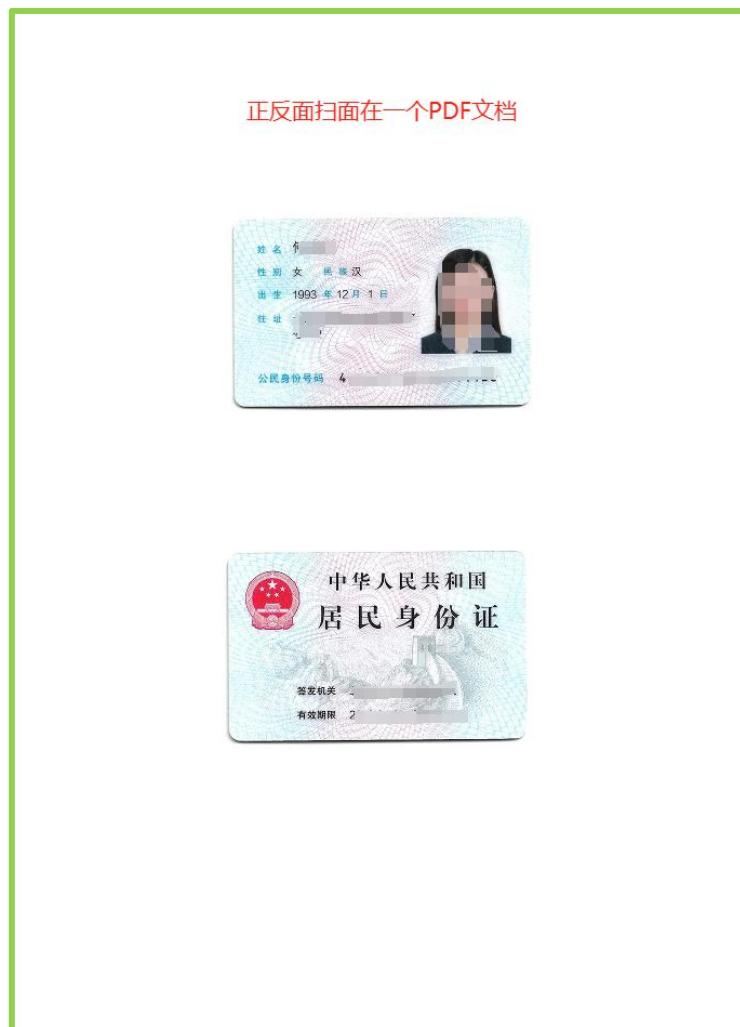 正反面扫面在一个PDF文档
姓名
性别 女 民族 汉
出生 1993 年 12 月 1 日
住址
公民身份号码 4
中华人民共和国
居民身份证
签发机关
有效期限 2